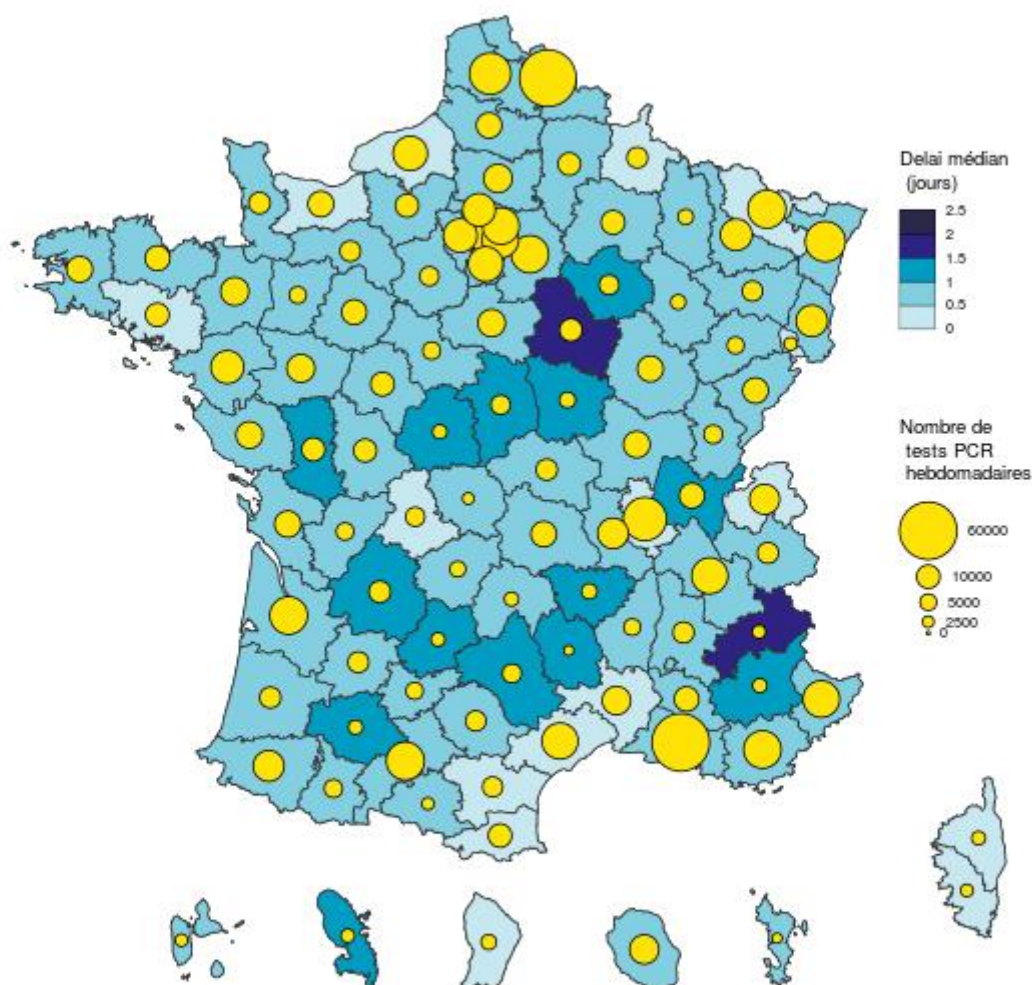 Delai médian
(jours)
2.5
2
1.5
1
0.5
0
Nombre de
tests PCR
hebdomadaires
60000
10000
5000
2500
0